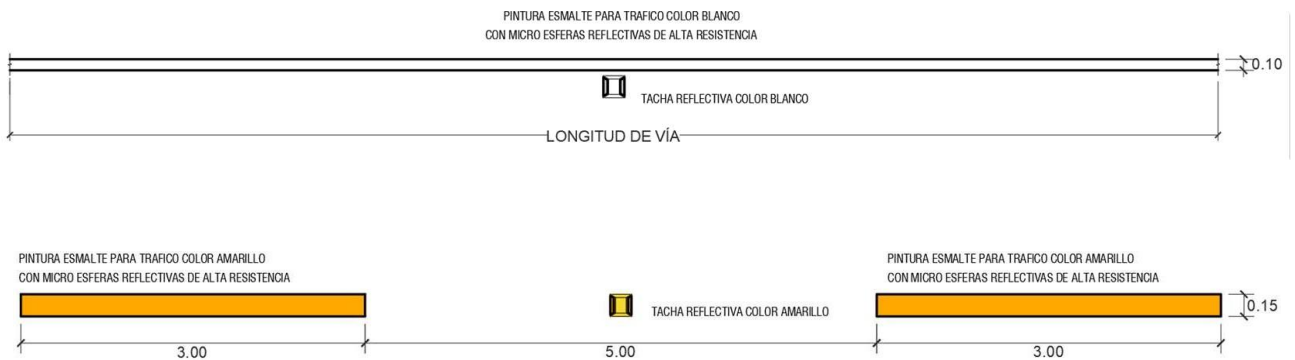 PINTURA ESMALTE PARA TRAFICO COLOR BLANCO
CON MICRO ESFERAS REFLECTIVAS DE ALTA RESISTENCIA
0.10
TACHA REFLECTIVA COLOR BLANCO
LONGITUD DE VÍA
PINTURA ESMALTE PARA TRAFICO COLOR AMARILLO
CON MICRO ESFERAS REFLECTIVAS DE ALTA RESISTENCIA
PINTURA ESMALTE PARA TRAFICO COLOR AMARILLO
CON MICRO ESFERAS REFLECTIVAS DE ALTA RESISTENCIA
TACHA REFLECTIVA COLOR AMARILLO
0.15
3.00
5.00
3.00